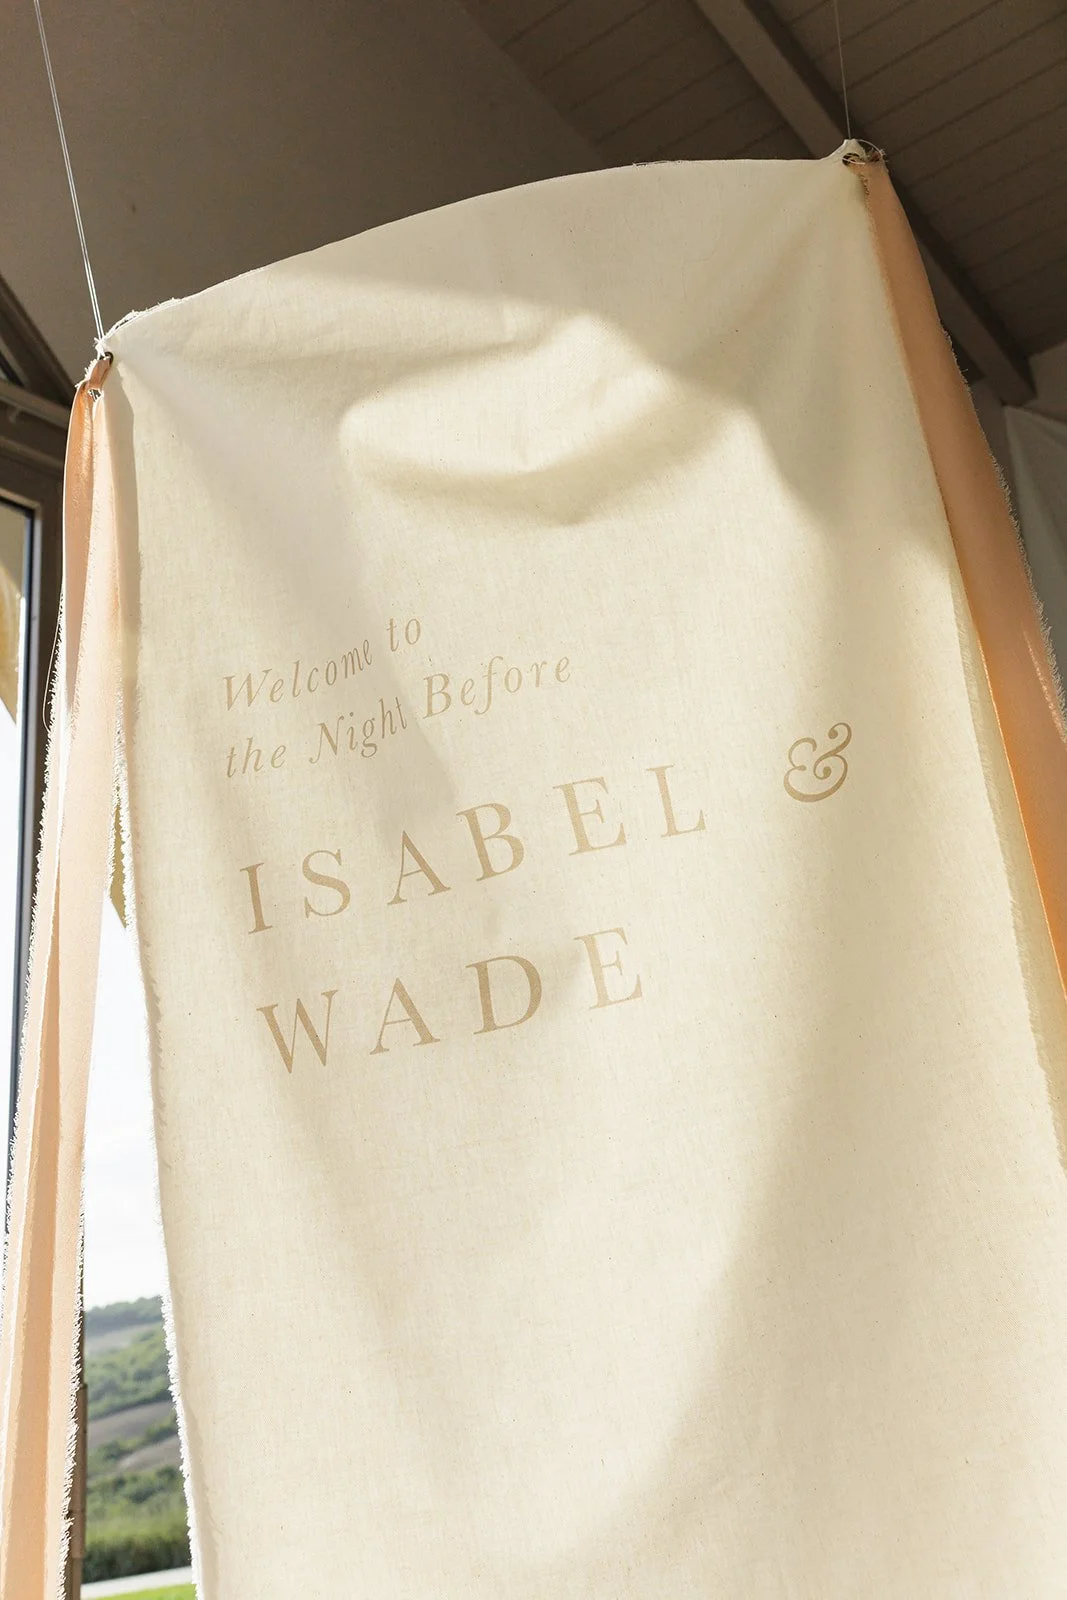 Welcome to
the Night Before
ISABEL &
WADE